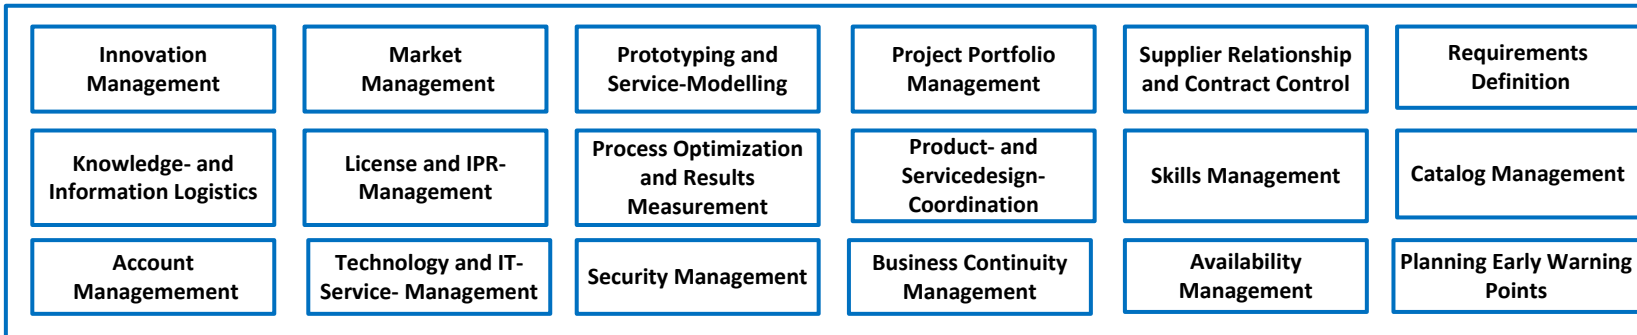 Innovation
Management
Market
Management
Prototyping and
Service-Modelling
Project Portfolio
Management
Supplier Relationship
and Contract Control
Requirements
Definition
Knowledge- and
Information Logistics
License and IPR-
Management
Process Optimization
and Results
Measurement
Product- and
Servicedesign-
Coordination
Skills Management
Catalog Management
Account
Managemement
Technology and IT-
Service- Management
Security Management
Business Continuity
Management
Availability
Management
Planning Early Warning
Points